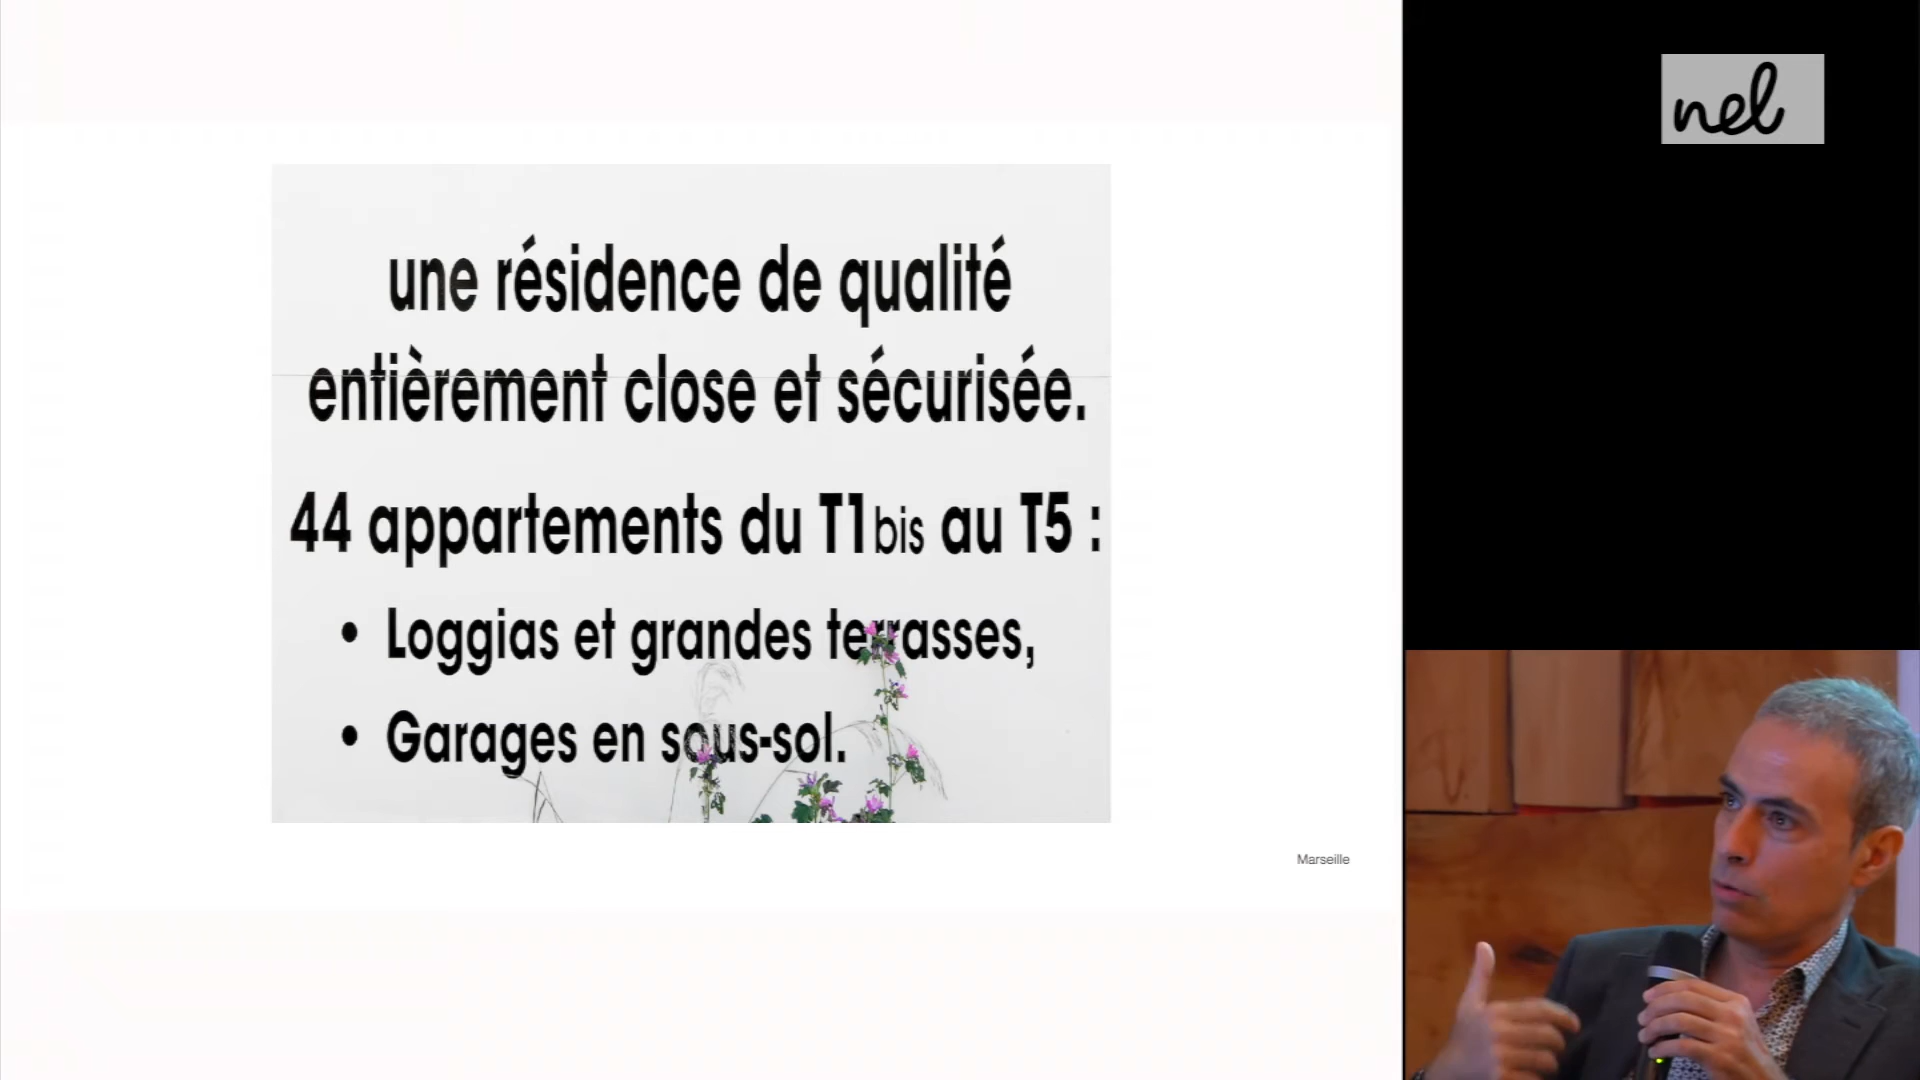 nel
une résidence de qualité
entièrement close et sécurisée.
44 appartements du T1bis au T5 :
• Loggias et grandes terrasses,
• Garages en sous-sol.
Marseille